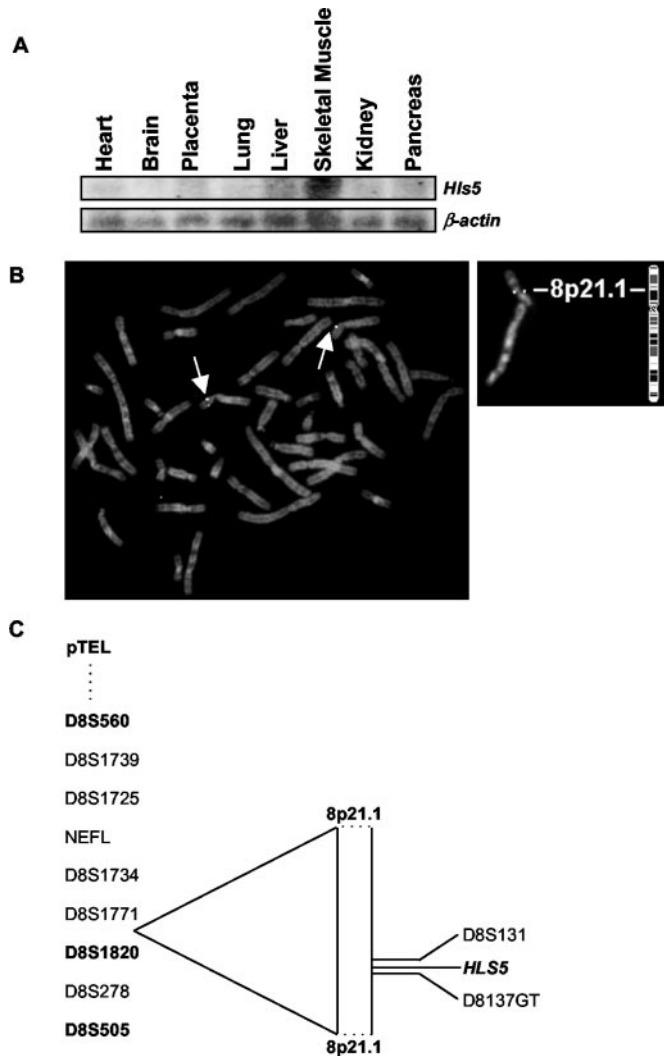 A
Heart
Brain
Placenta
Lung
Liver
Skeletal Muscle
Kidney
Pancreas
Hls5
β-actin
B
8p21.1
C
pTEL
D8S560
D8S1739
D8S1725
NEFL
D8S1734
D8S1771
D8S1820
D8S278
D8S505
8p21.1
8p21.1
D8S131
HLS5
D8137GT